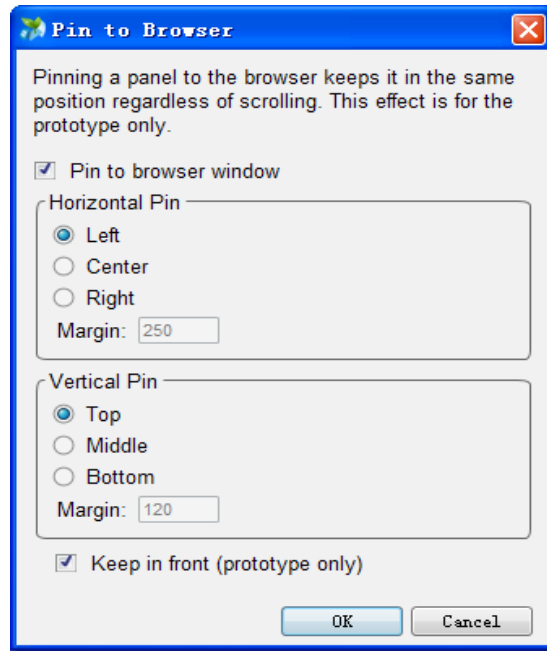 Pin to Browser
Pinning a panel to the browser keeps it in the same
position regardless of scrolling. This effect is for the
prototype only.
Pin to browser window
Horizontal Pin
Left
Center
Right
Margin: 250
Vertical Pin
Top
Middle
Bottom
Margin: 120
Keep in front (prototype only)
OK Cancel